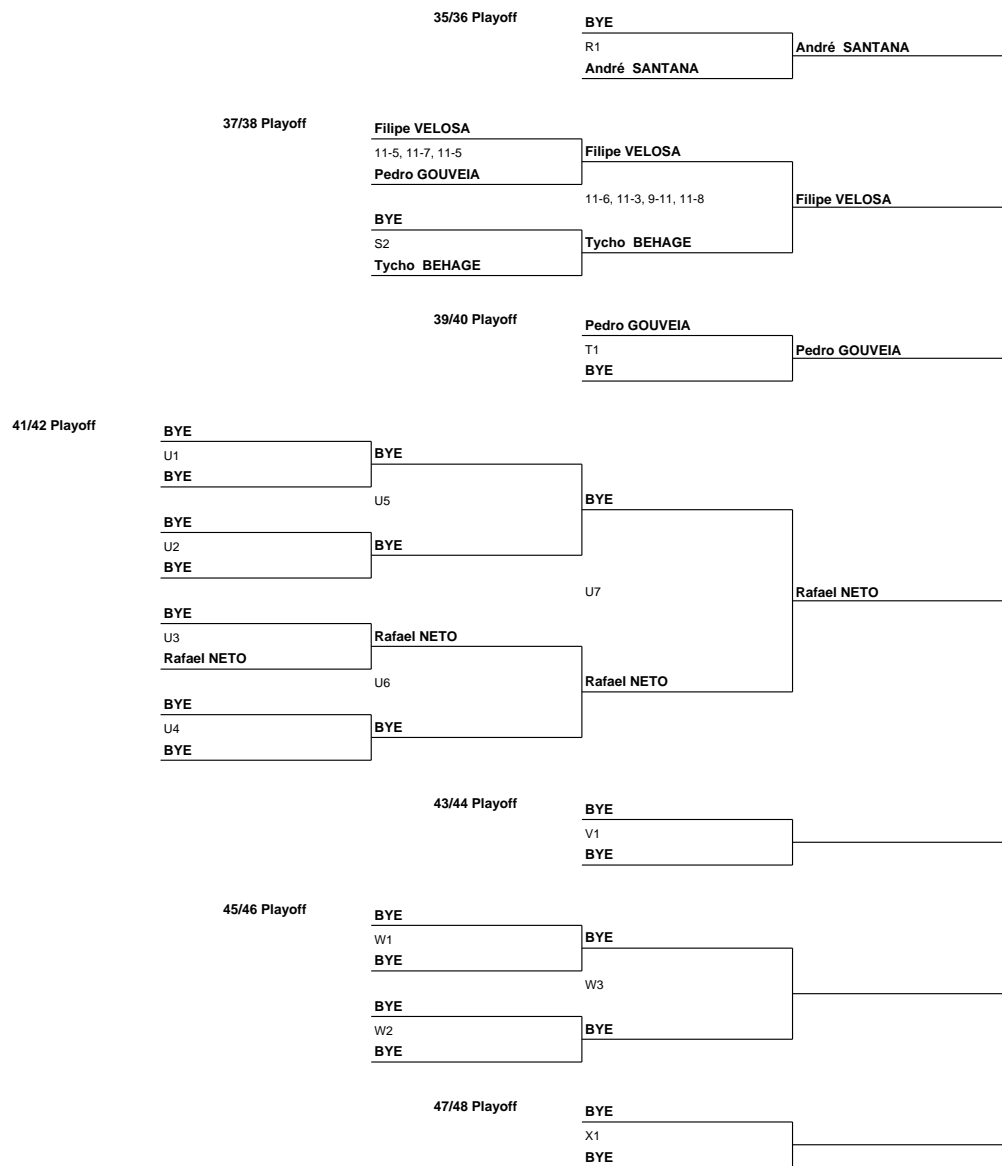 35/36 Playoff
BYE
R1
André SANTANA
André SANTANA
37/38 Playoff
Filipe VELOSA
11-5, 11-7, 11-5
Pedro GOUVEIA
Filipe VELOSA
11-6, 11-3, 9-11, 11-8
Filipe VELOSA
BYE
S2
Tycho BEHAGE
Tycho BEHAGE
39/40 Playoff
Pedro GOUVEIA
T1
BYE
Pedro GOUVEIA
41/42 Playoff
BYE
U1
BYE
BYE
U5
BYE
BYE
U2
BYE
BYE
U7
Rafael NETO
BYE
U3
Rafael NETO
Rafael NETO
U6
Rafael NETO
BYE
U4
BYE
BYE
43/44 Playoff
BYE
V1
BYE
45/46 Playoff
BYE
W1
BYE
BYE
W3
BYE
W2
BYE
BYE
47/48 Playoff
BYE
X1
BYE